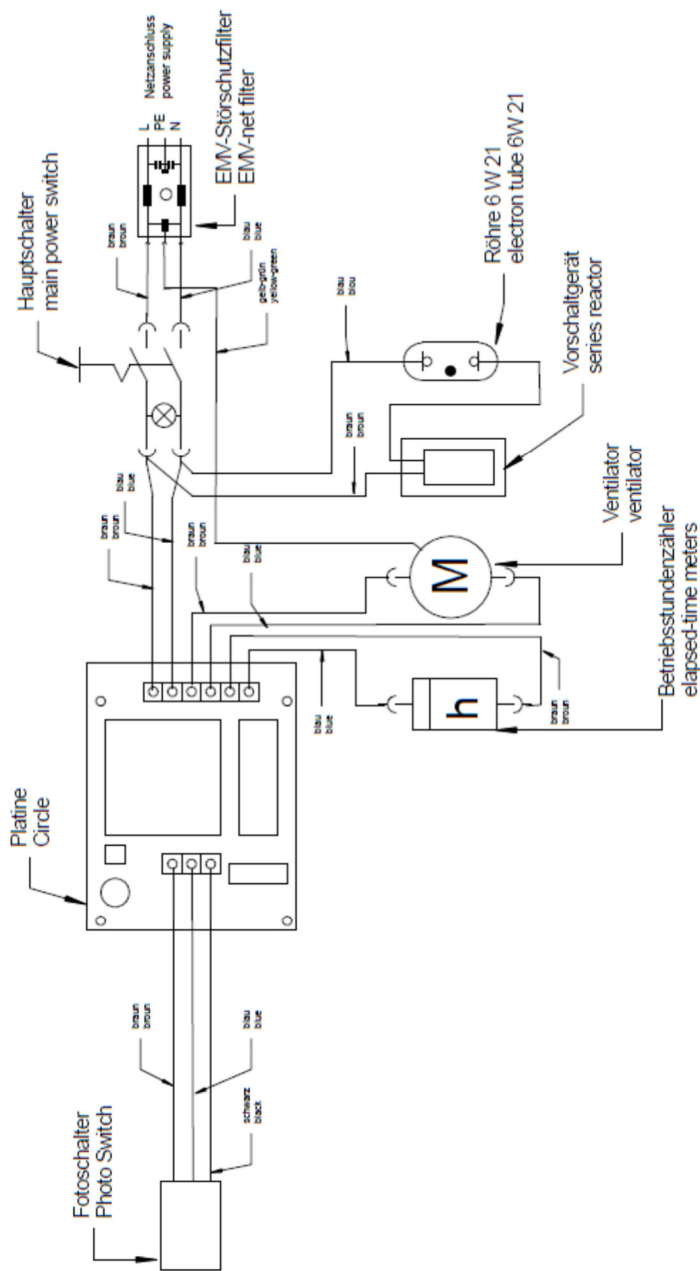 Fotoschalter
Photo Switch
braun
broun
blau
blue
schwarz
black
Platine
Circle
braun
broun
blau
blue
Hauptschalter
main power switch
braun
broun
blau
blue
L
PE
N
Netzanschluss
power supply
EMV-Störschutzfilter
EMV-net filter
gelb-grün
yellow-green
braun
broun
blau
blue
blau
blou
braun
broun
Röhre 6 W 21
electron tube 6W 21
Vorschaltgerät
series reactor
M
Ventilator
ventilator
blau
blue
h
braun
broun
Betriebsstundenzähler
elapsed-time meters